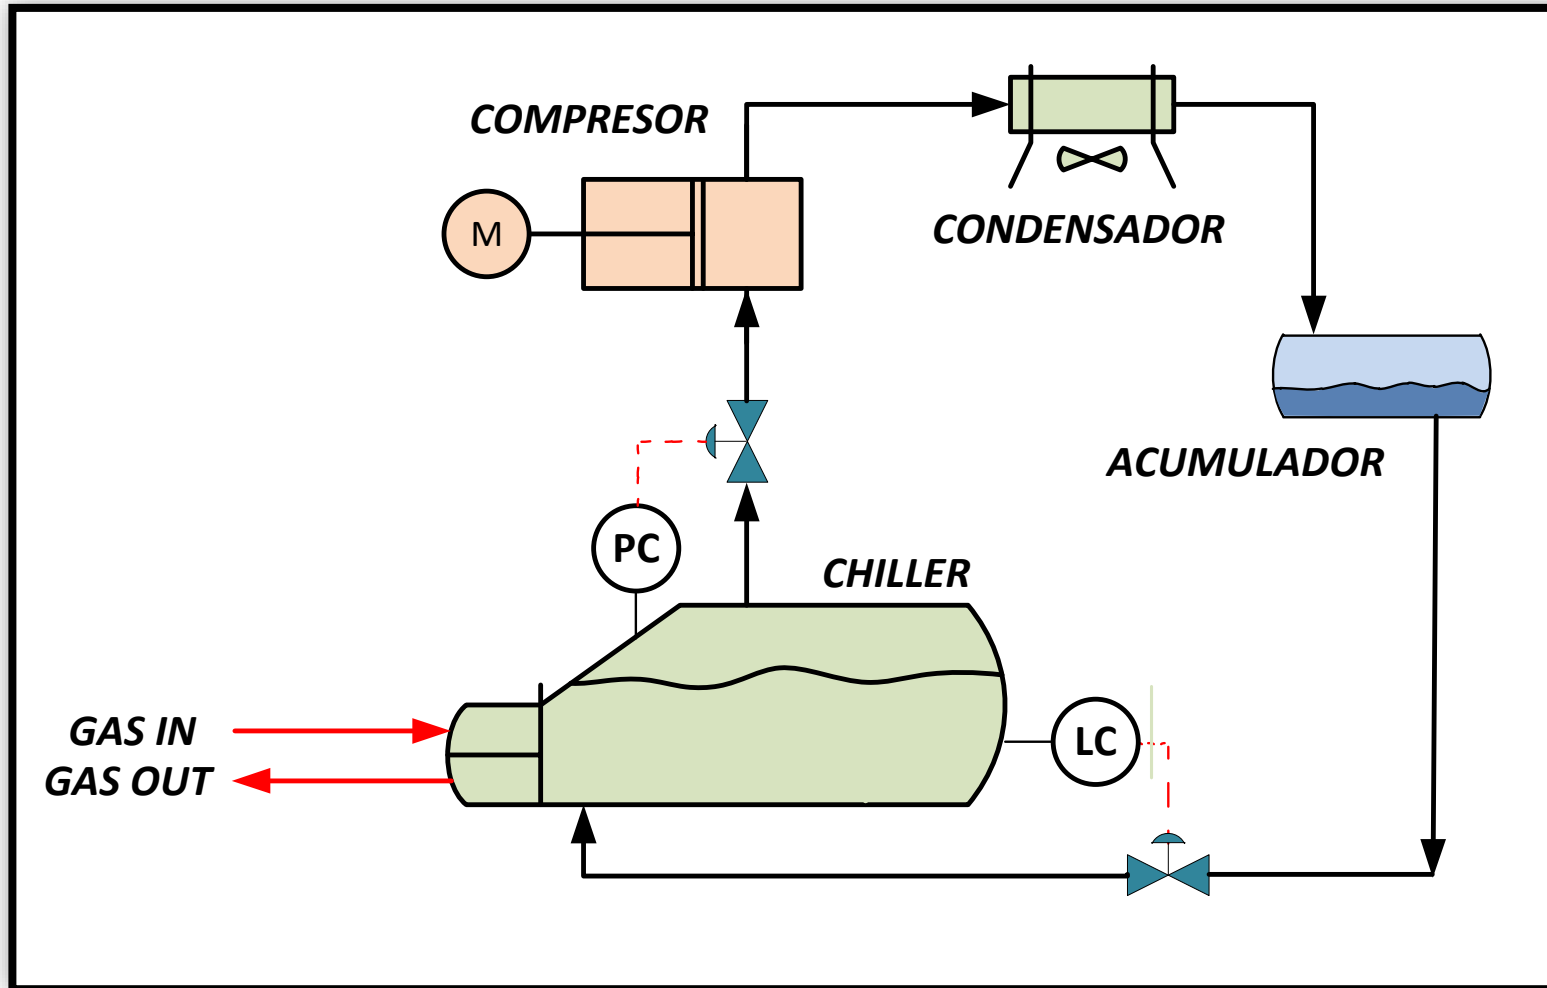 COMPRESOR
M
CONDENSADOR
ACUMULADOR
PC
CHILLER
GAS IN
GAS OUT
LC